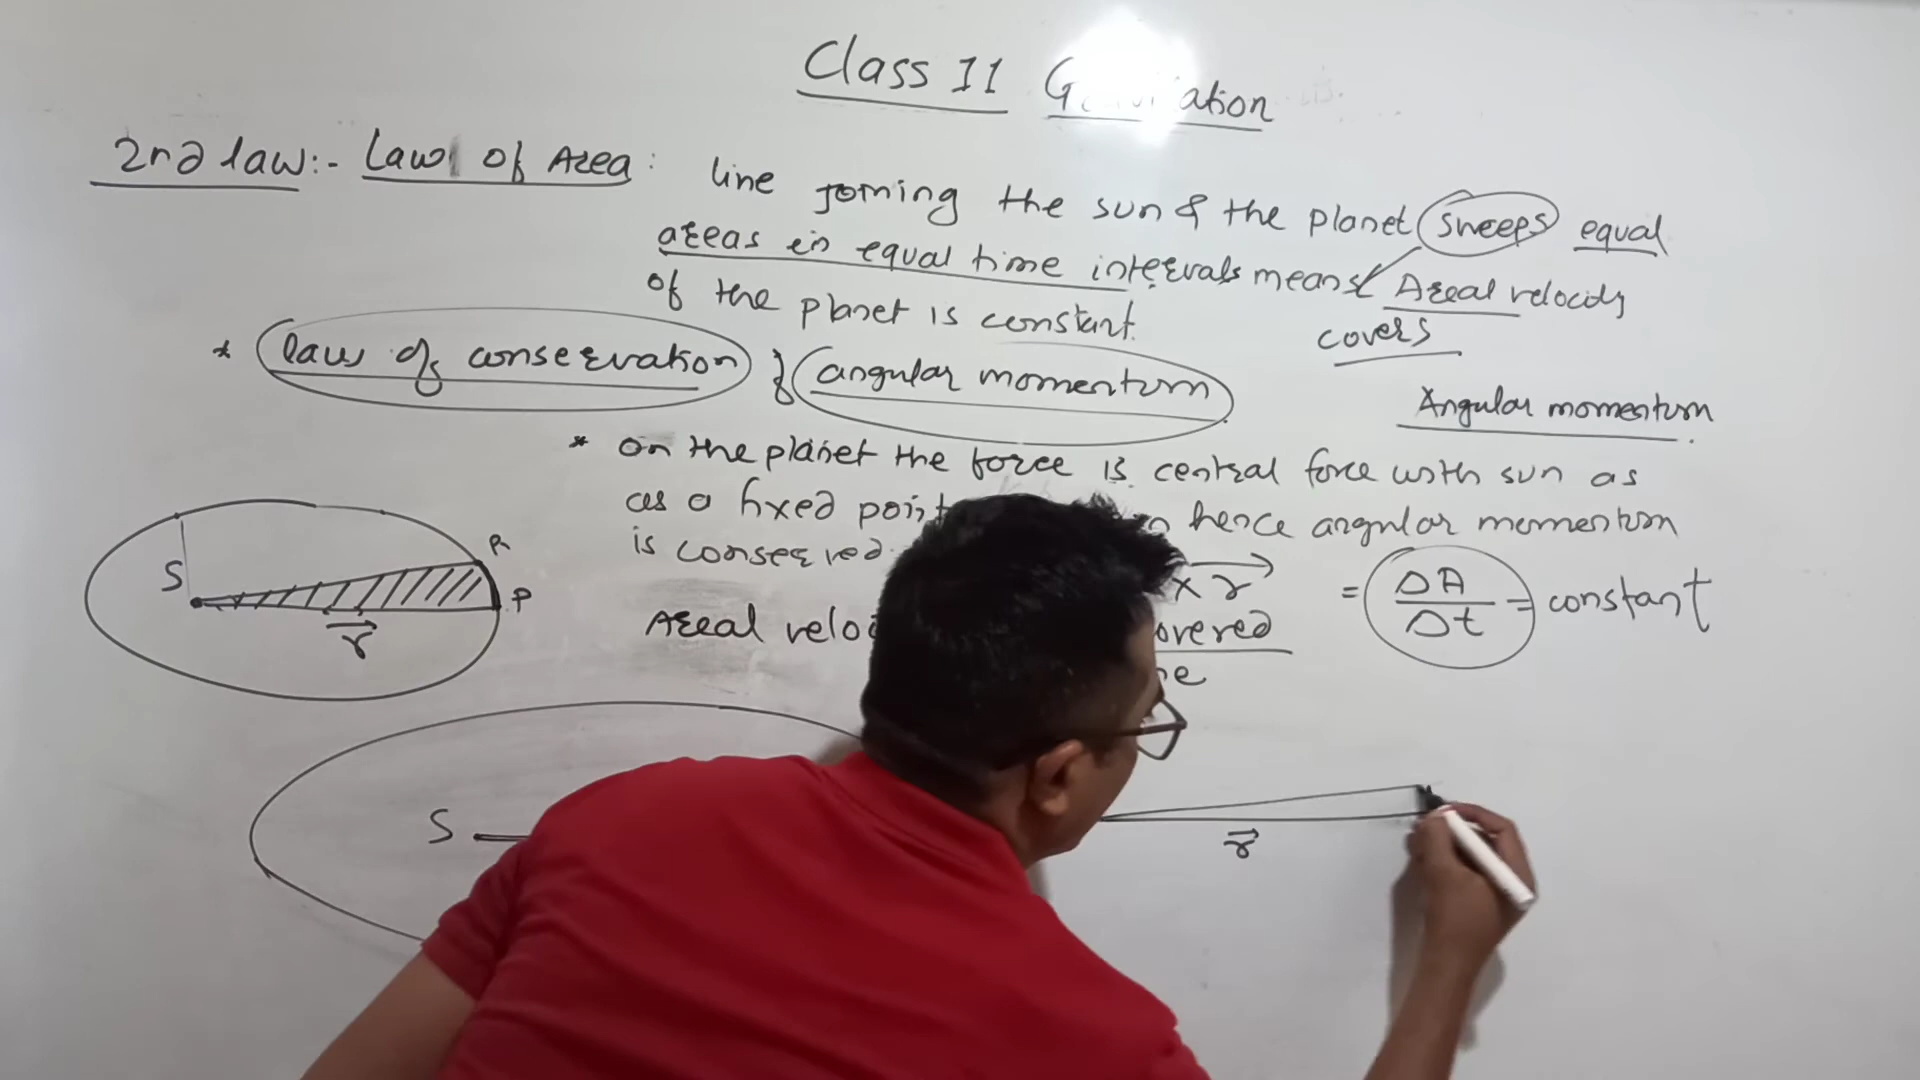 Class 11 Gravitation
2nd law:- Law of Area: line joining the sun & the planet sweeps equal
areas in equal time intervals means Areal velocity
of the planet is constant. covers
* law of conservation of angular momentum
Angular momentum
* on the planet the force is central force with sun as
as a fixed point hence angular momentum
is conserved
x r
Areal velo overed = ΔA/Δt = constant
e
S R
P
r
S
r